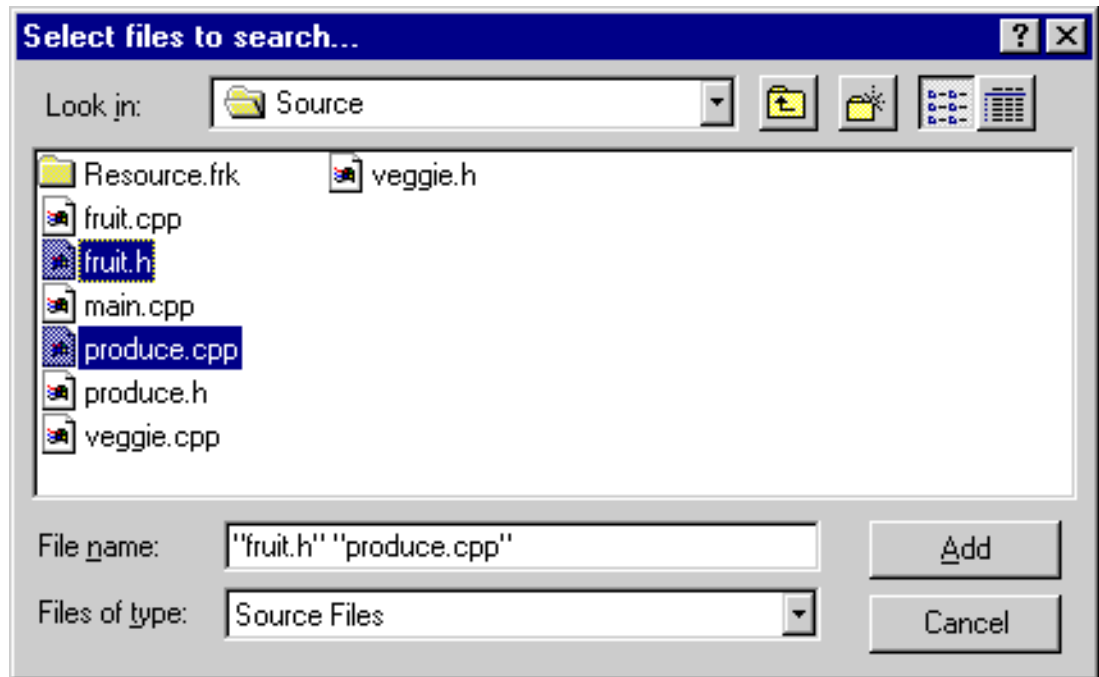 Select files to search...
Look in: Source
Resource.frk veggie.h
fruit.cpp
fruit.h
main.cpp
produce.cpp
produce.h
veggie.cpp
File name: "fruit.h" "produce.cpp" Add
Files of type: Source Files Cancel